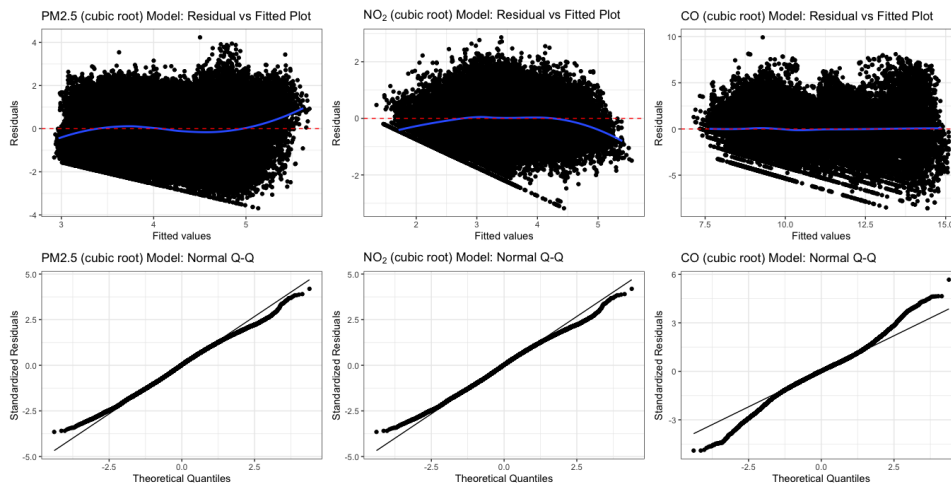 PM2.5 (cubic root) Model: Residual vs Fitted Plot
Residuals
4
2
0
-2
-4
3
4
5
Fitted values
NO₂ (cubic root) Model: Residual vs Fitted Plot
Residuals
2
0
-2
2
3
4
5
Fitted values
CO (cubic root) Model: Residual vs Fitted Plot
Residuals
10
5
0
-5
7.5
10.0
12.5
15.0
Fitted values
PM2.5 (cubic root) Model: Normal Q-Q
Standardized Residuals
5.0
2.5
0.0
-2.5
-5.0
-2.5
0.0
2.5
Theoretical Quantiles
NO₂ (cubic root) Model: Normal Q-Q
Standardized Residuals
5.0
2.5
0.0
-2.5
-5.0
-2.5
0.0
2.5
Theoretical Quantiles
CO (cubic root) Model: Normal Q-Q
Standardized Residuals
6
3
0
-3
-2.5
0.0
2.5
Theoretical Quantiles